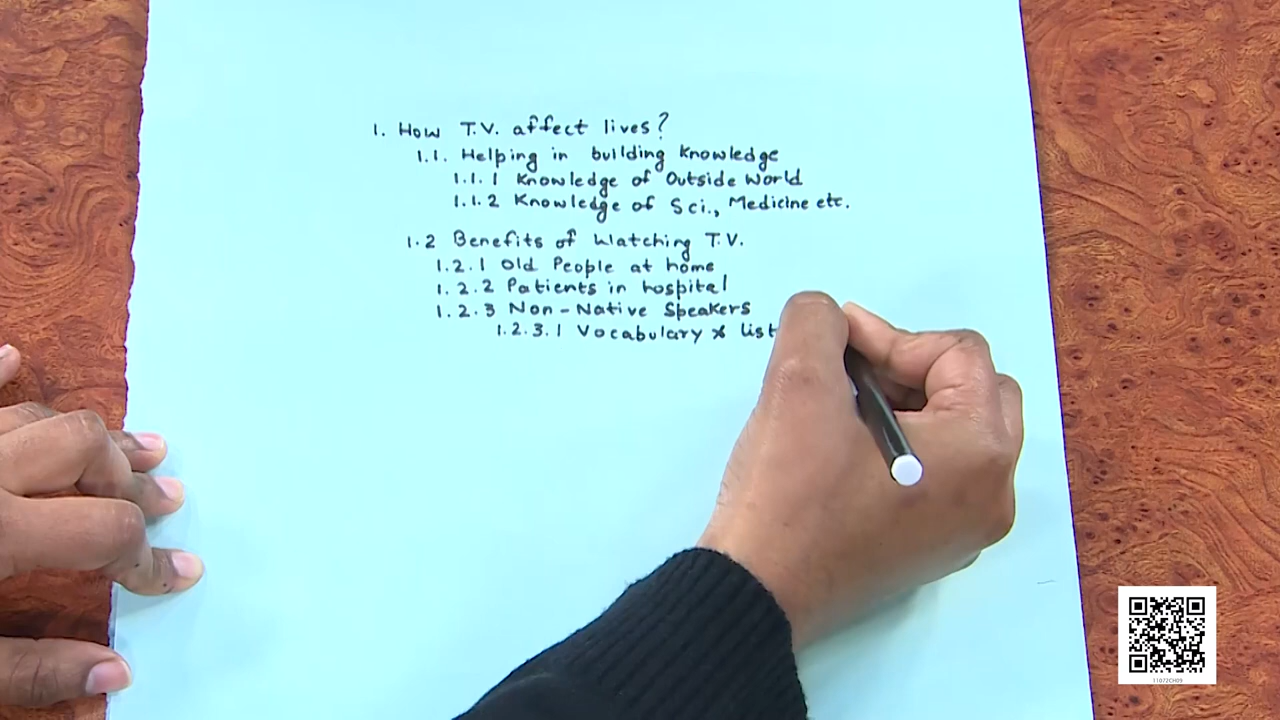 1. How T.V. affect lives?
1.1. Helping in building Knowledge
1.1.1 Knowledge of Outside World
1.1.2 Knowledge of Sci., Medicine etc.
1.2 Benefits of Watching T.V.
1.2.1 Old People at home
1.2.2 Patients in hospital
1.2.3 Non-Native Speakers
1.2.3.1 Vocabulary & list
11072CH09